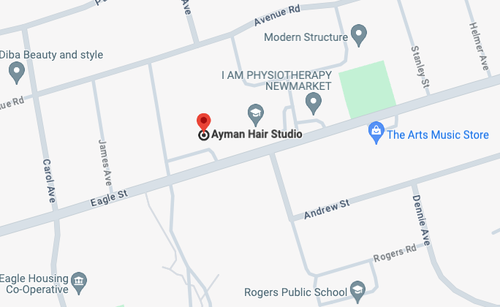 Avenue Rd
Modern Structure
Helmer Ave
Stanley St
Diba Beauty and style
I AM PHYSIOTHERAPY
NEWMARKET
ue Rd
Ayman Hair Studio
The Arts Music Store
James Ave
Carol Ave
Eagle St
Andrew St
Dennie Ave
Rogers Rd
Eagle Housing
Co-Operative
Rogers Public School